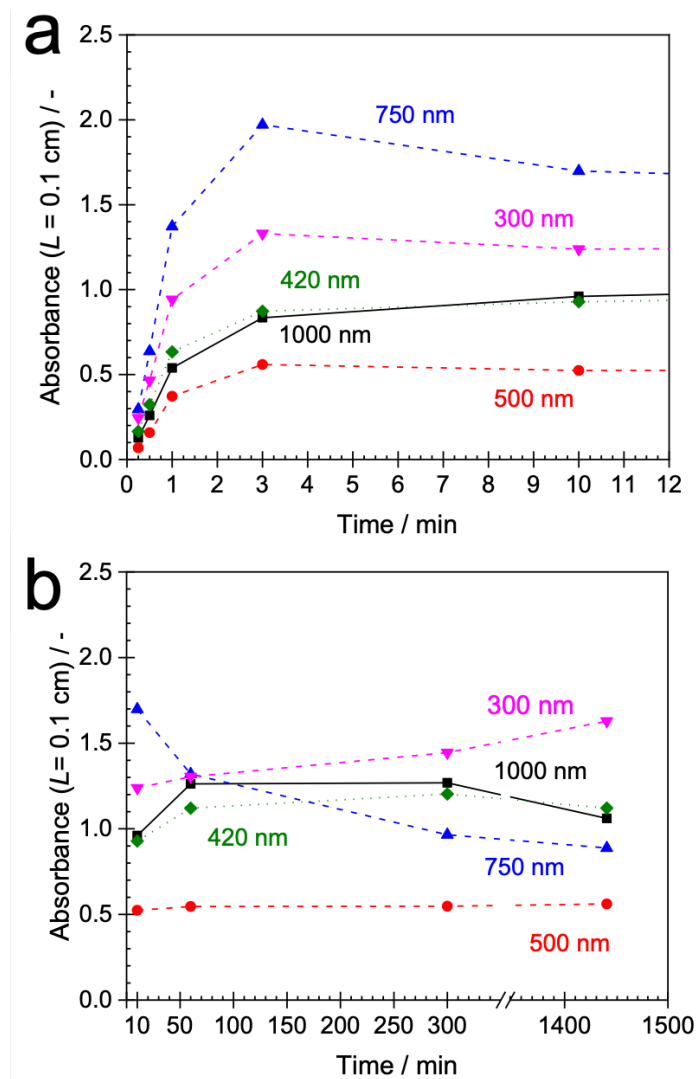 a
2.5
2.0
1.5
1.0
0.5
0.0
Absorbance (L = 0.1 cm) / -
750 nm
300 nm
420 nm
1000 nm
500 nm
0 1 2 3 4 5 6 7 8 9 10 11 12
Time / min
b
2.5
2.0
1.5
1.0
0.5
0.0
Absorbance (L= 0.1 cm) / -
300 nm
1000 nm
420 nm
750 nm
500 nm
10 50 100 150 200 250 300 1400 1500
Time / min